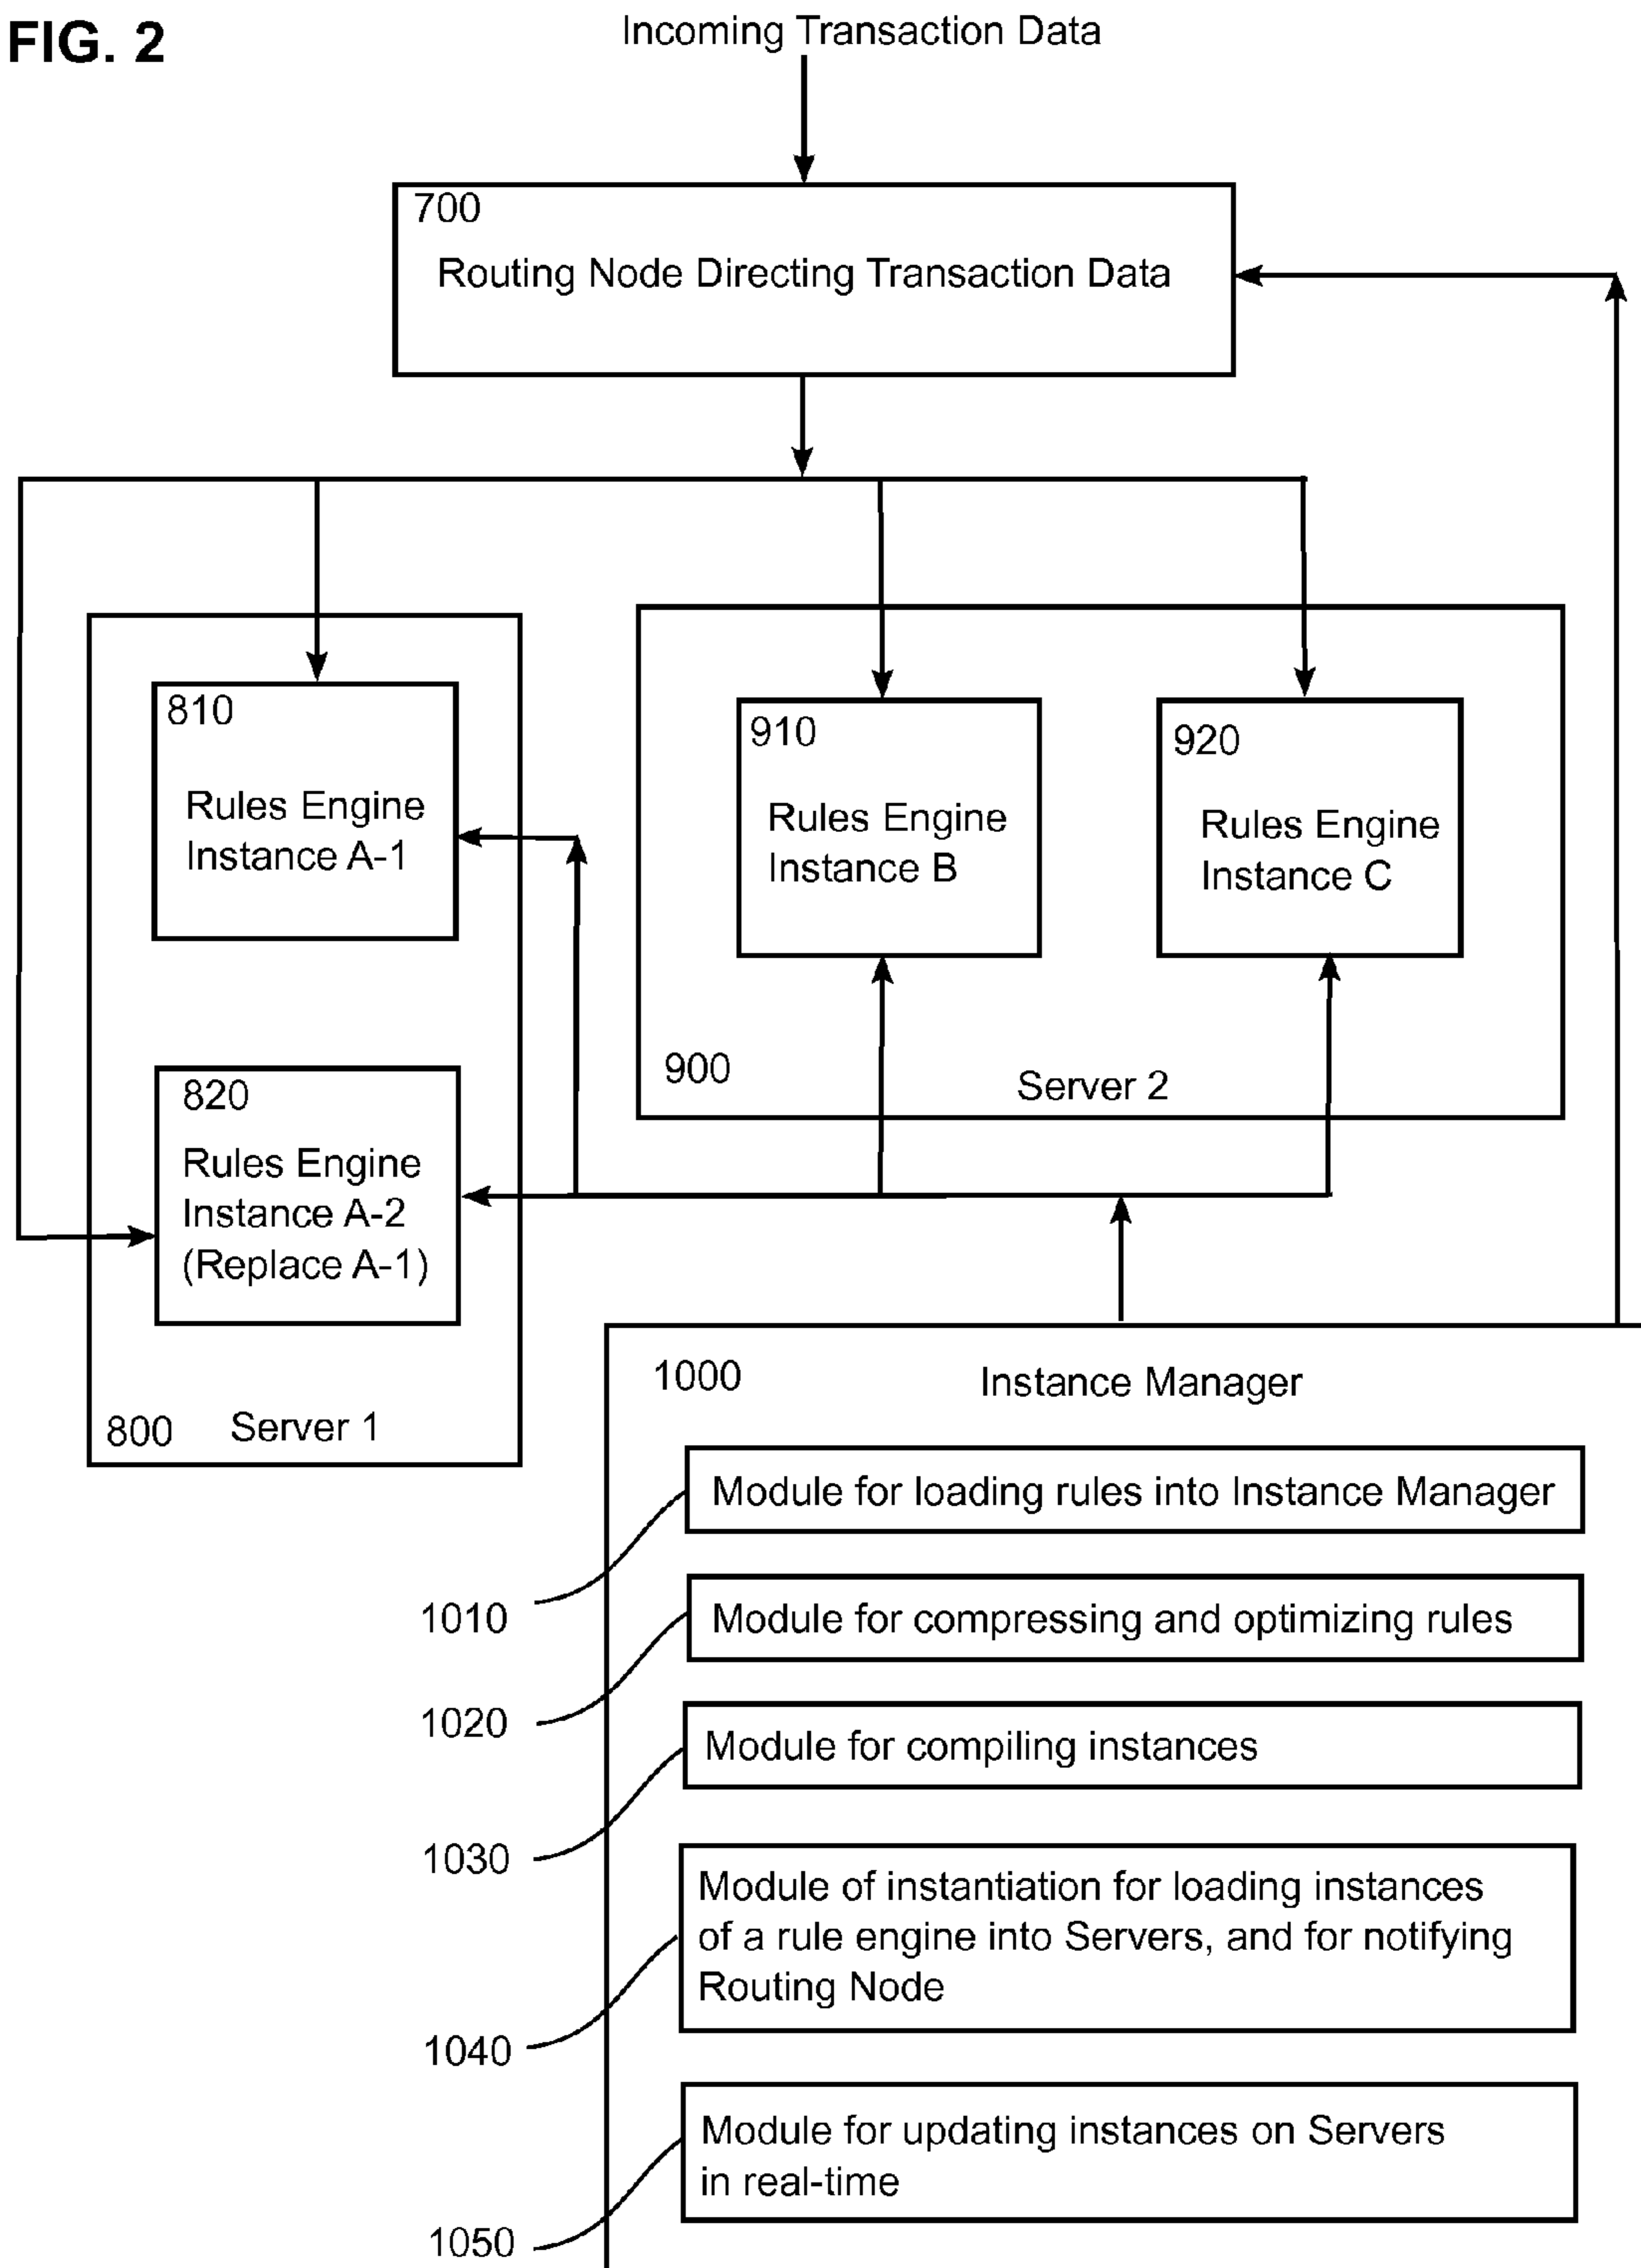 FIG. 2
Incoming Transaction Data
700
Routing Node Directing Transaction Data
810
Rules Engine
Instance A-1
910
Rules Engine
Instance B
920
Rules Engine
Instance C
900
Server 2
820
Rules Engine
Instance A-2
(Replace A-1)
800
Server 1
1000
Instance Manager
Module for loading rules into Instance Manager
1010
Module for compressing and optimizing rules
1020
Module for compiling instances
1030
Module of instantiation for loading instances
of a rule engine into Servers, and for notifying
Routing Node
1040
Module for updating instances on Servers
in real-time
1050